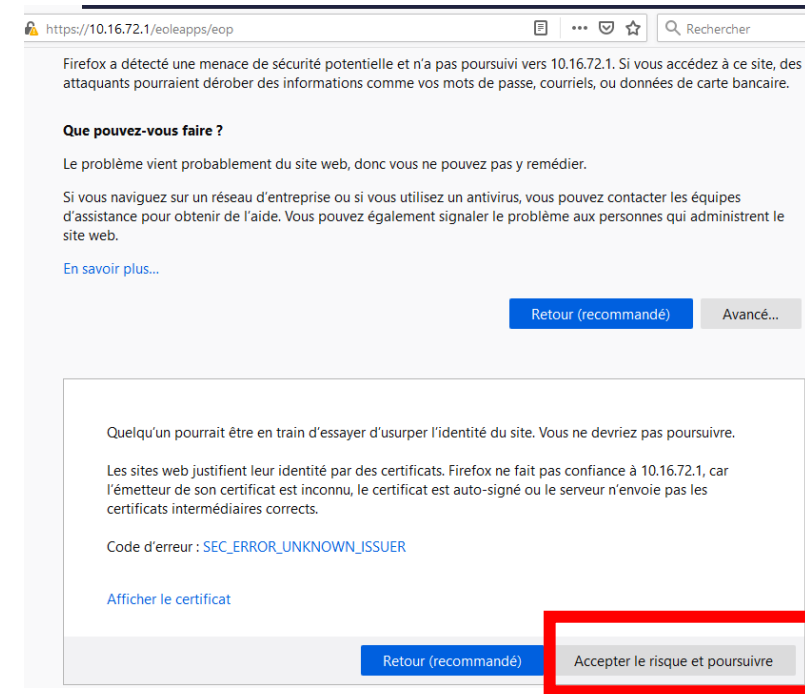 https://10.16.72.1/eoleapps/eop
Rechercher
Firefox a détecté une menace de sécurité potentielle et n’a pas poursuivi vers 10.16.72.1. Si vous accédez à ce site, des
attaquants pourraient dérober des informations comme vos mots de passe, courriels, ou données de carte bancaire.
Que pouvez-vous faire ?
Le problème vient probablement du site web, donc vous ne pouvez pas y remédier.
Si vous naviguez sur un réseau d’entreprise ou si vous utilisez un antivirus, vous pouvez contacter les équipes
d’assistance pour obtenir de l’aide. Vous pouvez également signaler le problème aux personnes qui administrent le
site web.
En savoir plus…
Retour (recommandé)
Avancé…
Quelqu’un pourrait être en train d’essayer d’usurper l’identité du site. Vous ne devriez pas poursuivre.
Les sites web justifient leur identité par des certificats. Firefox ne fait pas confiance à 10.16.72.1, car
l’émetteur de son certificat est inconnu, le certificat est auto-signé ou le serveur n’envoie pas les
certificats intermédiaires corrects.
Code d’erreur : SEC_ERROR_UNKNOWN_ISSUER
Afficher le certificat
Retour (recommandé)
Accepter le risque et poursuivre